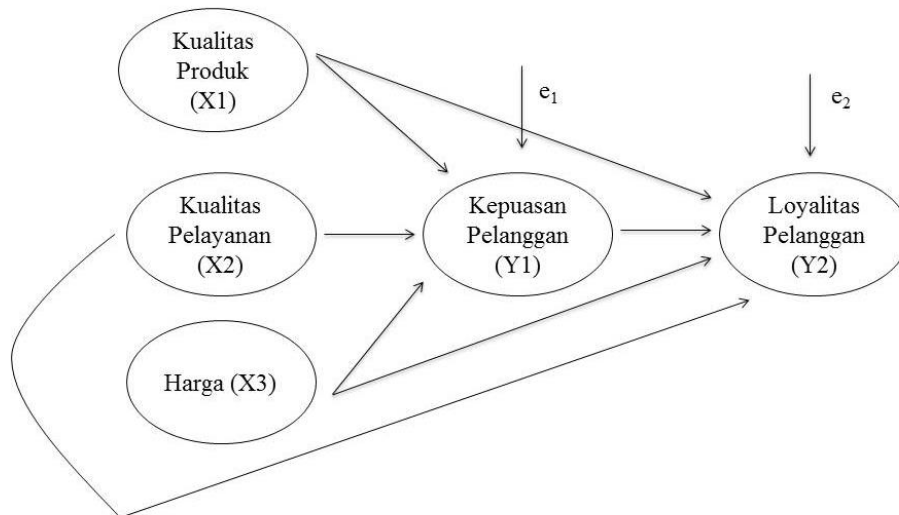 Kualitas
Produk
(X1)
e₁
e₂
Kualitas
Pelayanan
(X2)
Kepuasan
Pelanggan
(Y1)
Loyalitas
Pelanggan
(Y2)
Harga (X3)